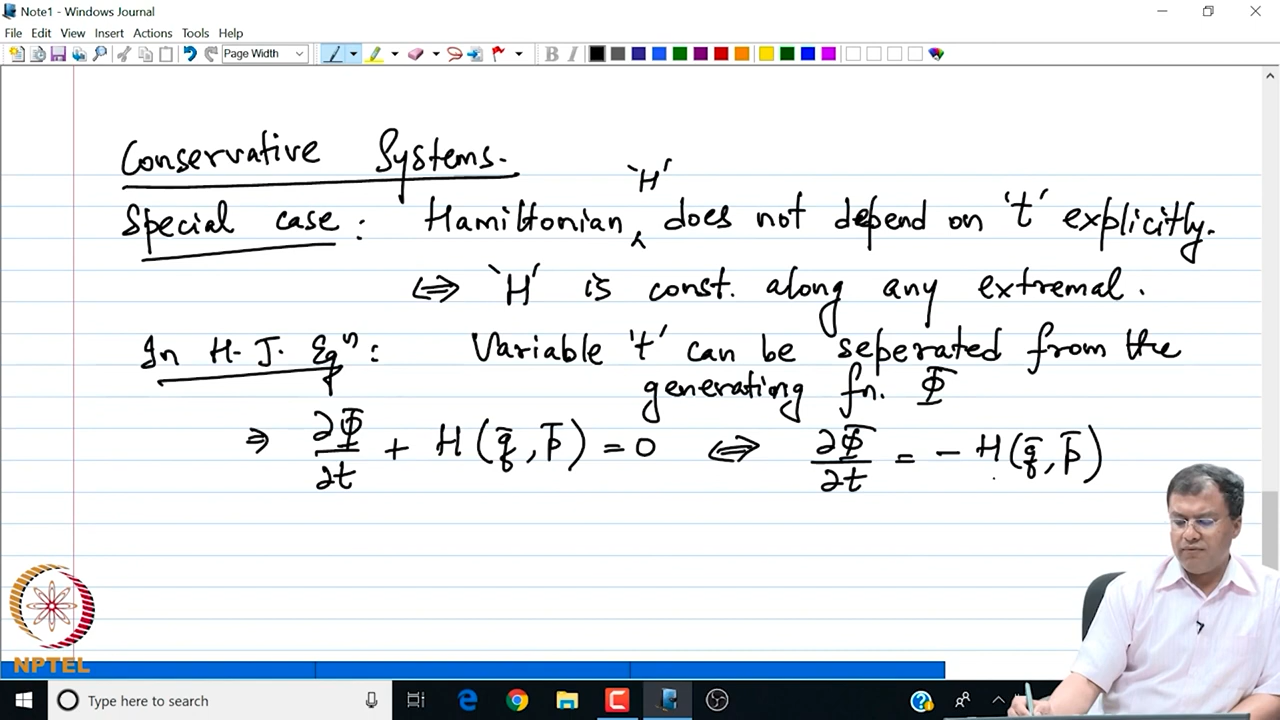 Note1 - Windows Journal
File Edit View Insert Actions Tools Help
Page Width B I
Conservative Systems.
Special case : Hamiltonian ‸ 'H' does not depend on 't' explicitly.
⇔ 'H' is const. along any extremal.
In H.J. Eqⁿ : Variable 't' can be seperated from the
generating fn. Φ
⇒ ∂Φ/∂t + H(q̄, p̄) = 0 ⇔ ∂Φ/∂t = - H(q̄, p̄)
NPTEL
Type here to search